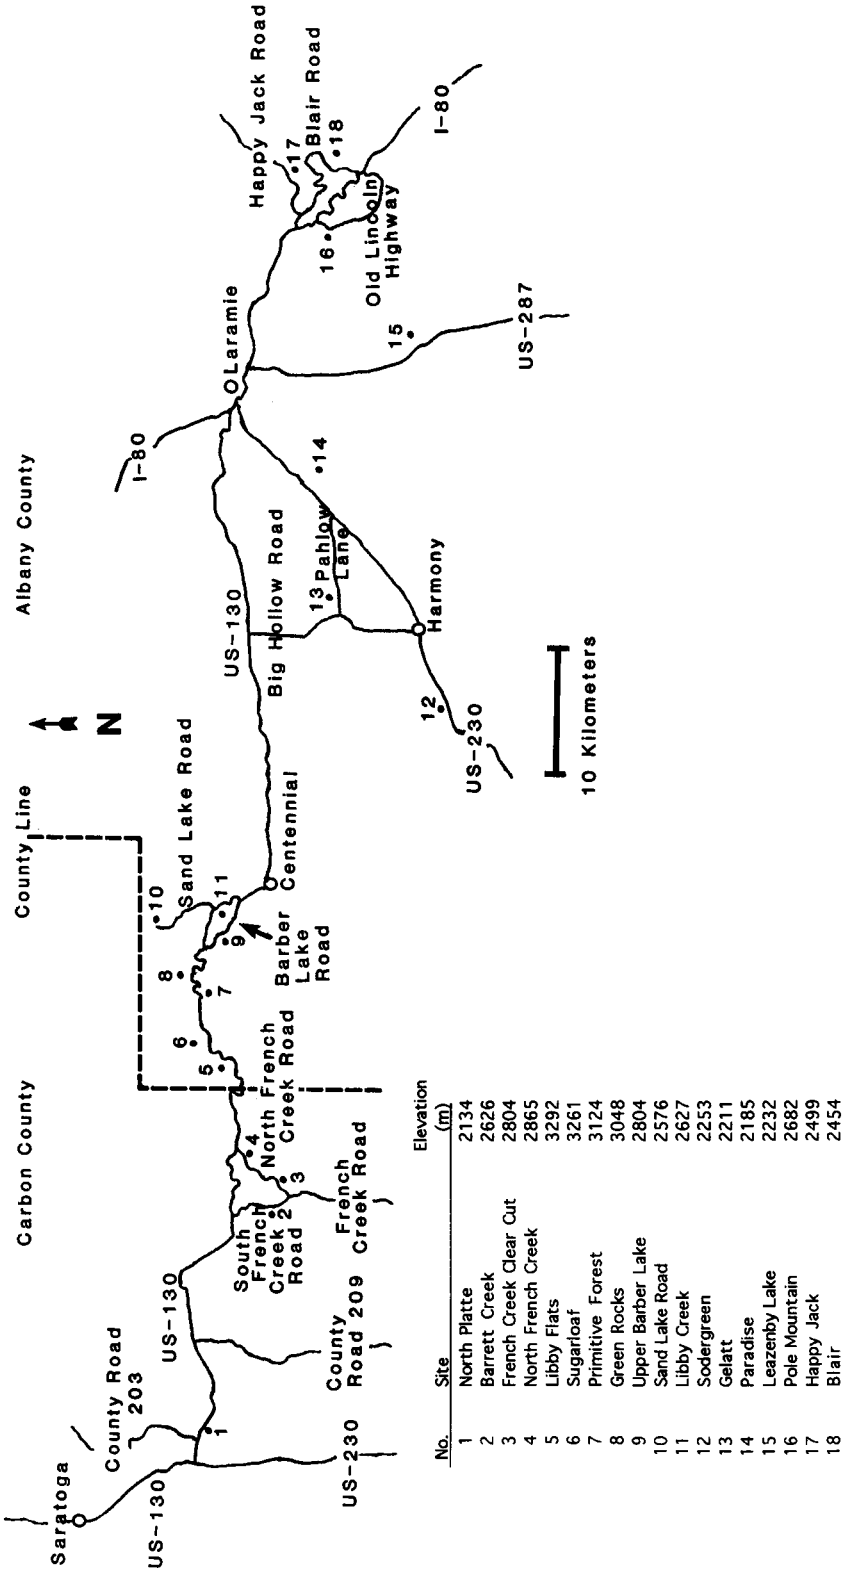 Carbon County
County Line
Albany County
Saratoga
US-130
County Road
203
1
US-230
US-130
County
Road 209
South
French
Creek
Road
2
3
4
French
Creek Road
North French
Creek Road
5
6
7
8
9
10
11
Sand Lake Road
Barber
Lake
Road
Centennial
N
US-130
Big Hollow Road
13
Pahlow
Lane
Harmony
12
US-230
14
I-80
Laramie
15
US-287
16
Old Lincoln
Highway
Happy Jack Road
17
Blair Road
18
I-80
10 Kilometers
No. Site Elevation
(m)
1 North Platte 2134
2 Barrett Creek 2626
3 French Creek Clear Cut 2804
4 North French Creek 2865
5 Libby Flats 3292
6 Sugarloaf 3261
7 Primitive Forest 3124
8 Green Rocks 3048
9 Upper Barber Lake 2804
10 Sand Lake Road 2576
11 Libby Creek 2627
12 Sodergreen 2253
13 Gelatt 2211
14 Paradise 2185
15 Leazenby Lake 2232
16 Pole Mountain 2682
17 Happy Jack 2499
18 Blair 2454